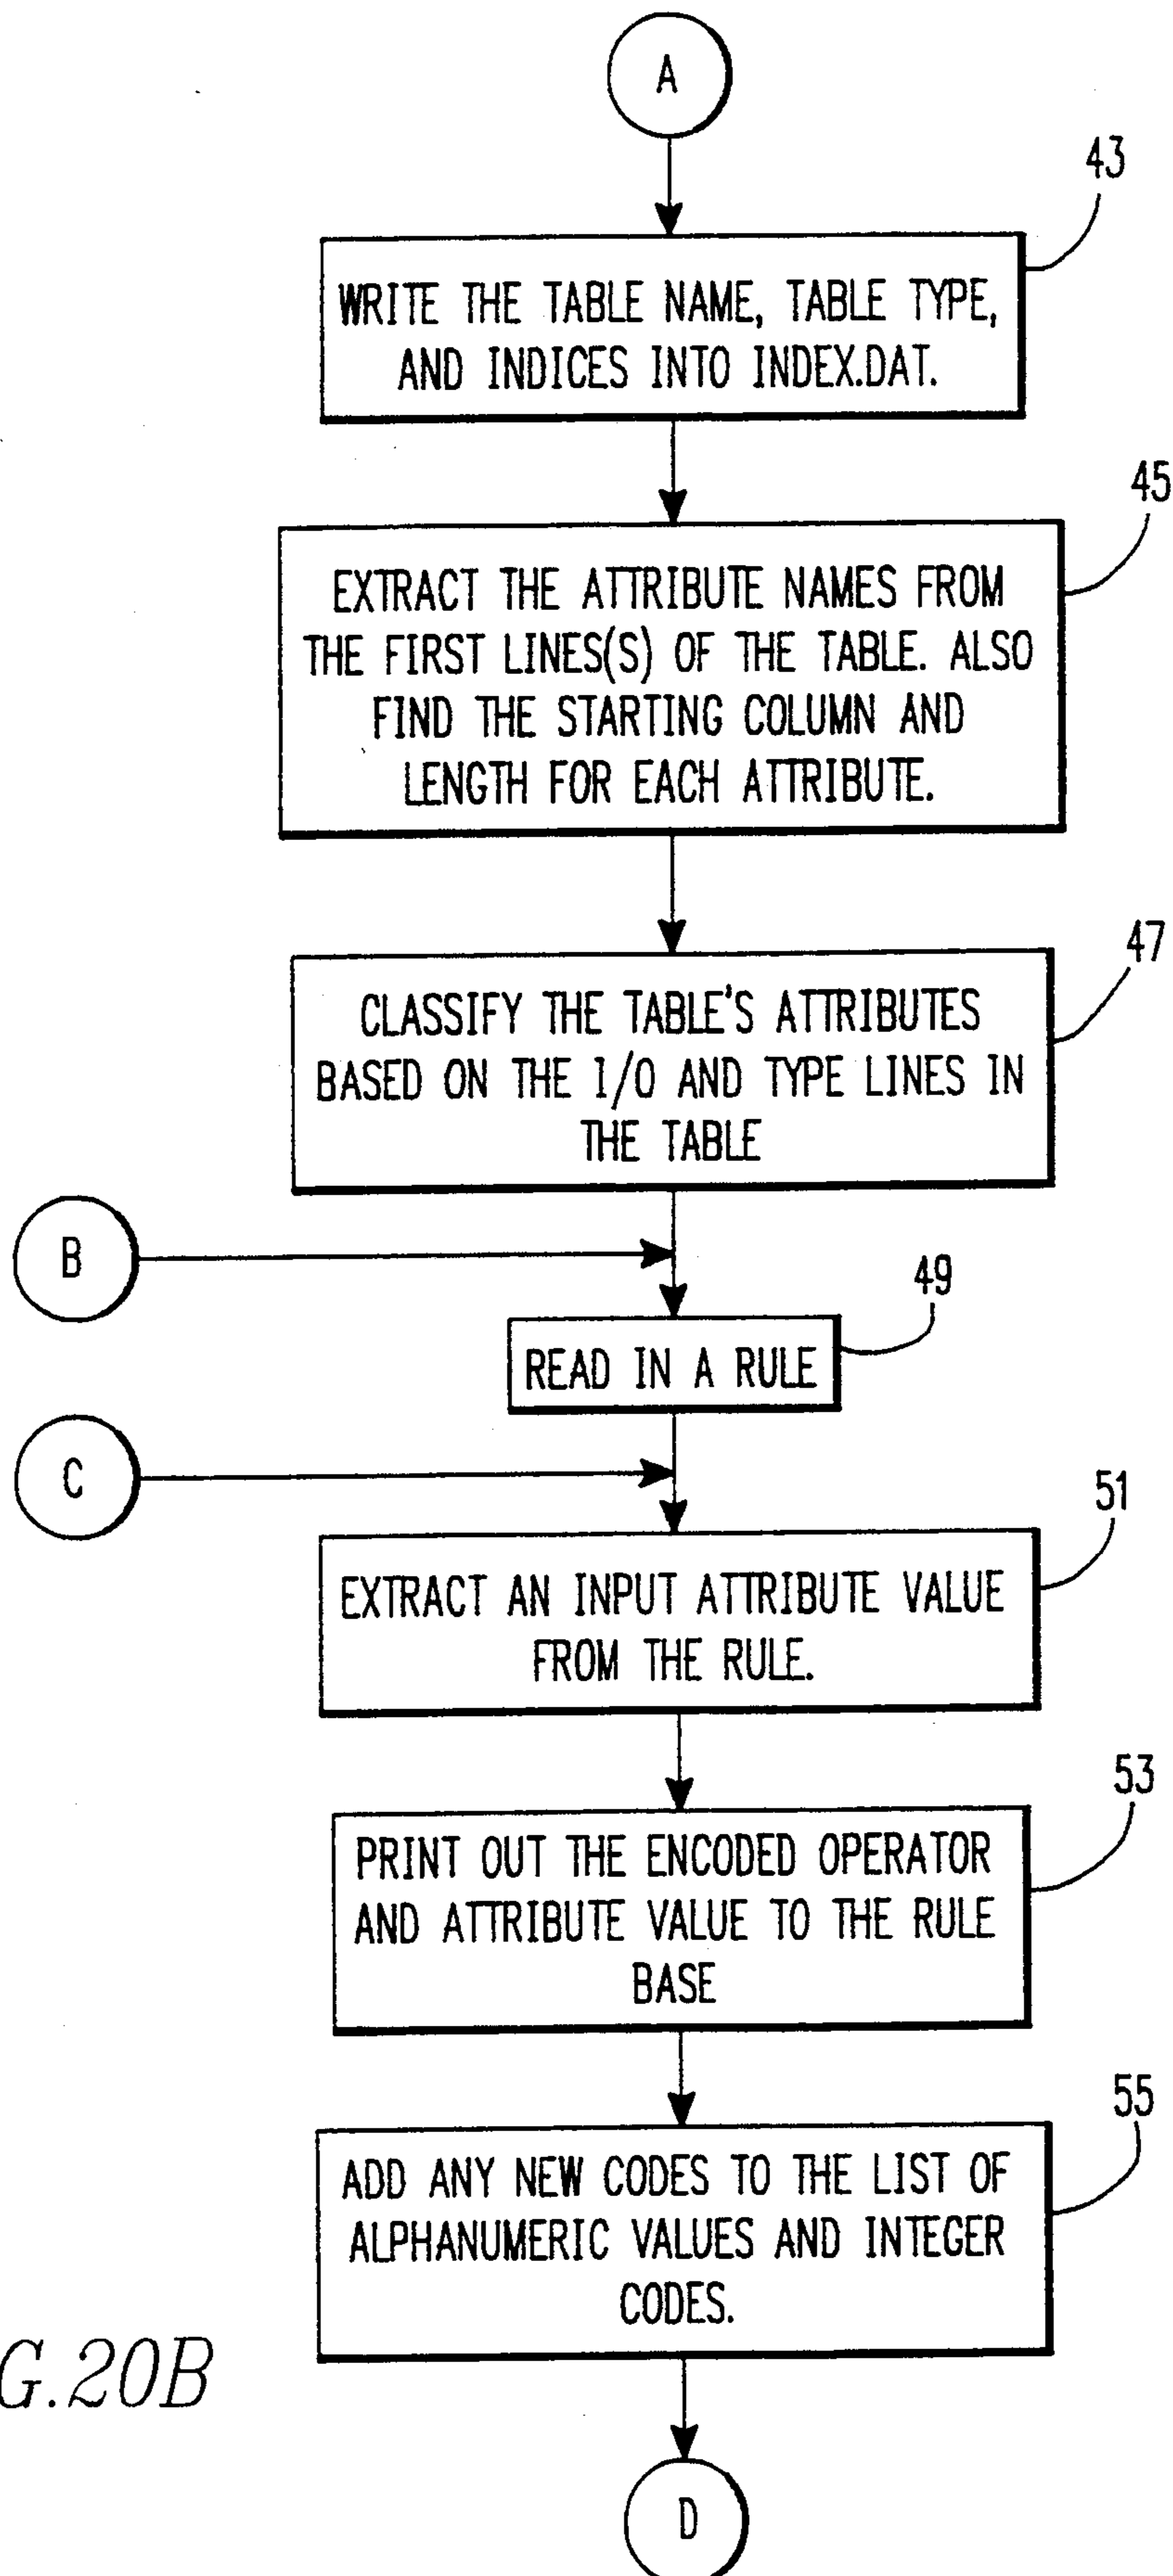 A
43
WRITE THE TABLE NAME, TABLE TYPE,
AND INDICES INTO INDEX.DAT.
45
EXTRACT THE ATTRIBUTE NAMES FROM
THE FIRST LINES(S) OF THE TABLE. ALSO
FIND THE STARTING COLUMN AND
LENGTH FOR EACH ATTRIBUTE.
47
CLASSIFY THE TABLE'S ATTRIBUTES
BASED ON THE I/O AND TYPE LINES IN
THE TABLE
B
49
READ IN A RULE
C
51
EXTRACT AN INPUT ATTRIBUTE VALUE
FROM THE RULE.
53
PRINT OUT THE ENCODED OPERATOR
AND ATTRIBUTE VALUE TO THE RULE
BASE
55
ADD ANY NEW CODES TO THE LIST OF
ALPHANUMERIC VALUES AND INTEGER
CODES.
G.20B
D